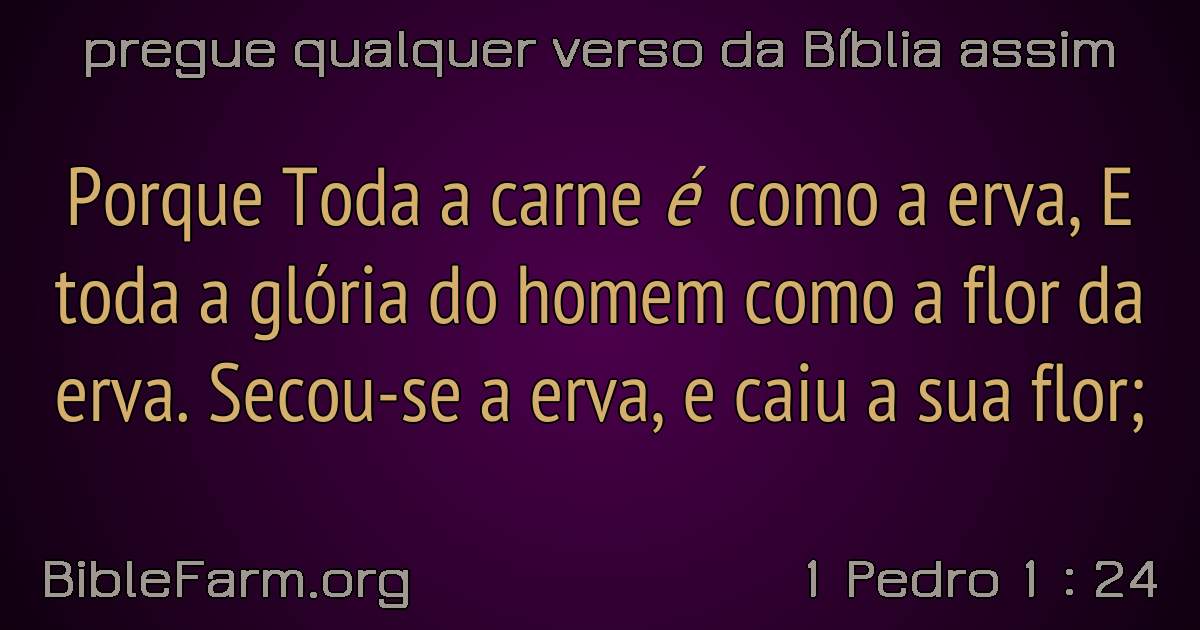 pregue qualquer verso da Bíblia assim
Porque Toda a carne é como a erva, E
toda a glória do homem como a flor da
erva. Secou-se a erva, e caiu a sua flor;
BibleFarm.org
1 Pedro 1 : 24